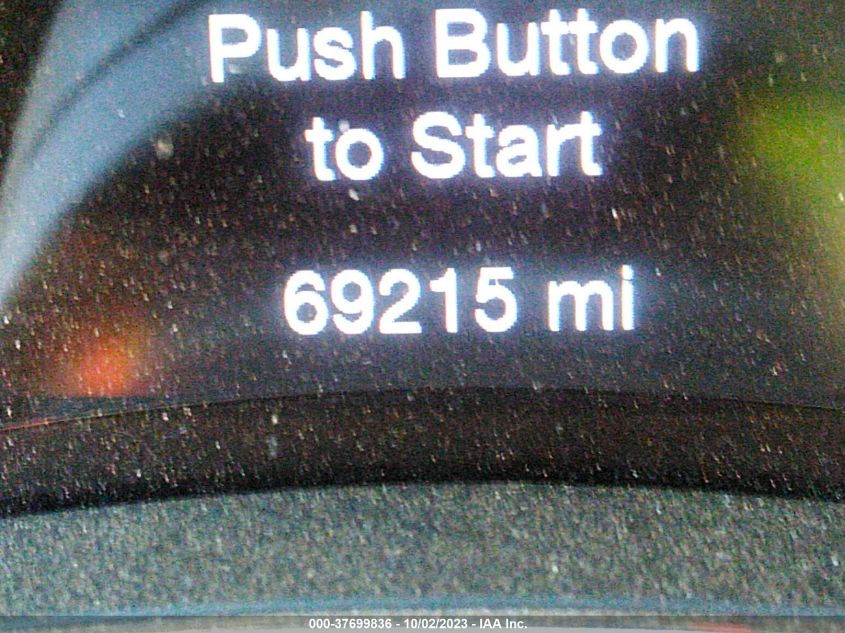 Push Button
to Start
69215 mi
000-37699836 - 10/02/2023 - IAA Inc.